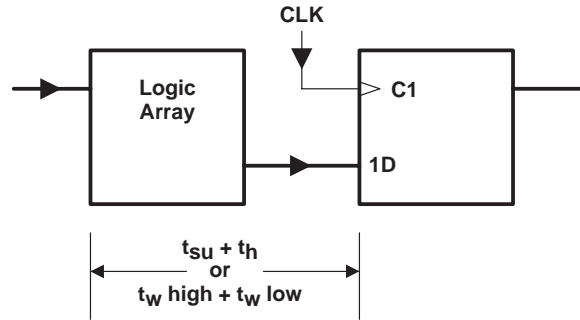 CLK
Logic
Array
C1
1D
tsu + th
or
tw high + tw low